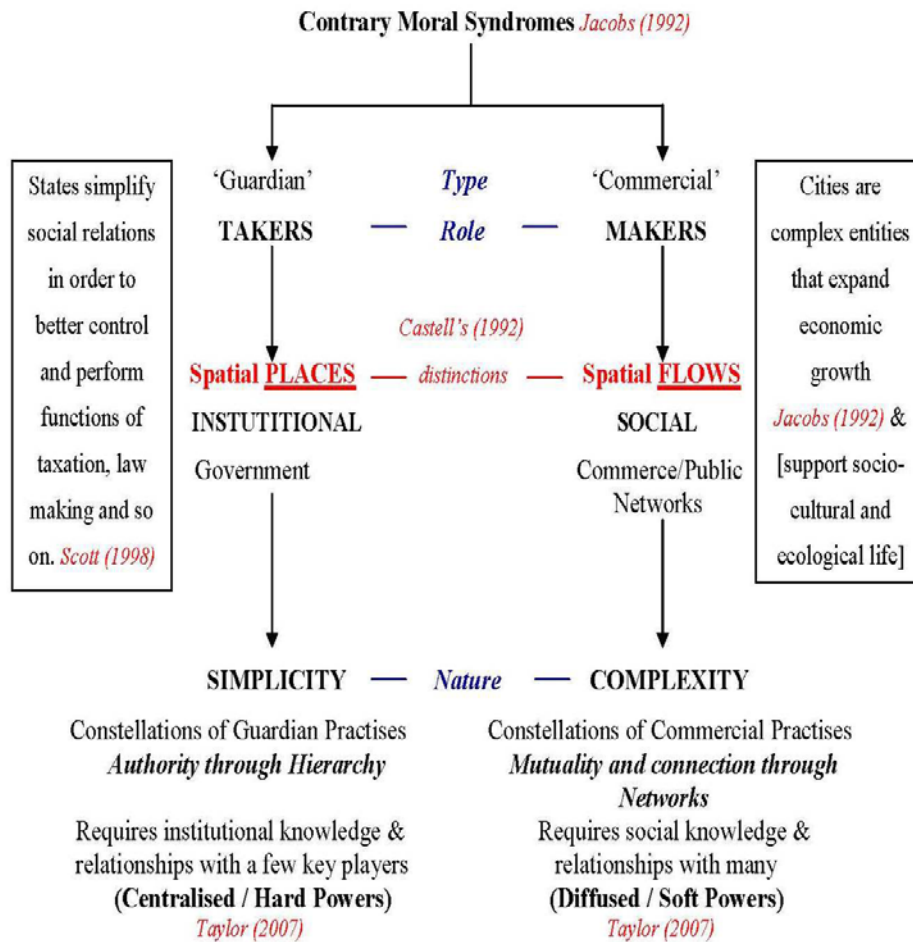 Contrary Moral Syndromes Jacobs (1992)
States simplify
social relations
in order to
better control
and perform
functions of
taxation, law
making and so
on. Scott (1998)
‘Guardian’ Type ‘Commercial’
TAKERS Role MAKERS
Castell’s (1992)
Spatial PLACES distinctions Spatial FLOWS
INSTUTITIONAL SOCIAL
Government Commerce/Public
Networks
Cities are
complex entities
that expand
economic
growth
Jacobs (1992) &
[support socio-
cultural and
ecological life]
SIMPLICITY Nature COMPLEXITY
Constellations of Guardian Practises
Authority through Hierarchy
Requires institutional knowledge &
relationships with a few key players
(Centralised / Hard Powers)
Taylor (2007)
Constellations of Commercial Practises
Mutuality and connection through
Networks
Requires social knowledge &
relationships with many
(Diffused / Soft Powers)
Taylor (2007)